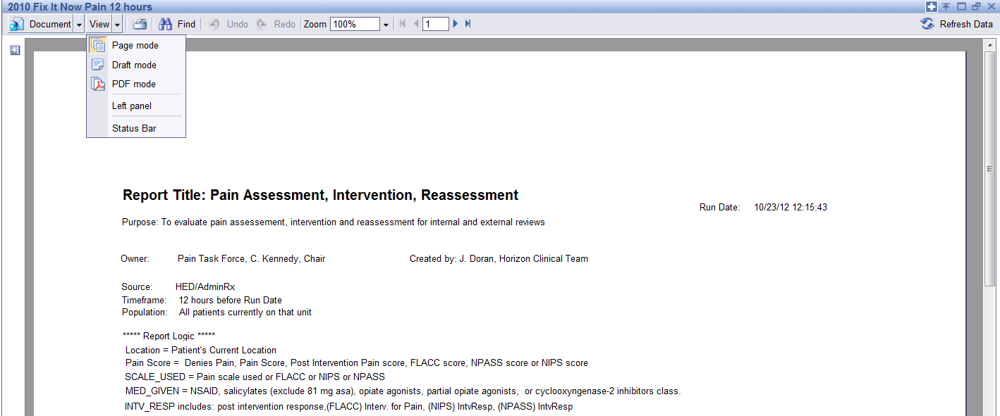 2010 Fix It Now Pain 12 hours
Document View Find Undo Redo Zoom 100% 1 Refresh Data
Page mode
Draft mode
PDF mode
Left panel
Status Bar
Report Title: Pain Assessment, Intervention, Reassessment
Run Date: 10/23/12 12:15:43
Purpose: To evaluate pain assessement, intervention and reassessment for internal and external reviews
Owner: Pain Task Force, C. Kennedy, Chair Created by: J. Doran, Horizon Clinical Team
Source: HED/AdminRx
Timeframe: 12 hours before Run Date
Population: All patients currently on that unit
***** Report Logic *****
Location = Patient's Current Location
Pain Score = Denies Pain, Pain Score, Post Intervention Pain score, FLACC score, NPASS score or NIPS score
SCALE_USED = Pain scale used or FLACC or NIPS or NPASS
MED_GIVEN = NSAID, salicylates (exclude 81 mg asa), opiate agonists, partial opiate agonists, or cyclooxyngenase-2 inhibitors class.
INTV_RESP includes: post intervention response,(FLACC) Interv. for Pain, (NIPS) IntvResp, (NPASS) IntvResp